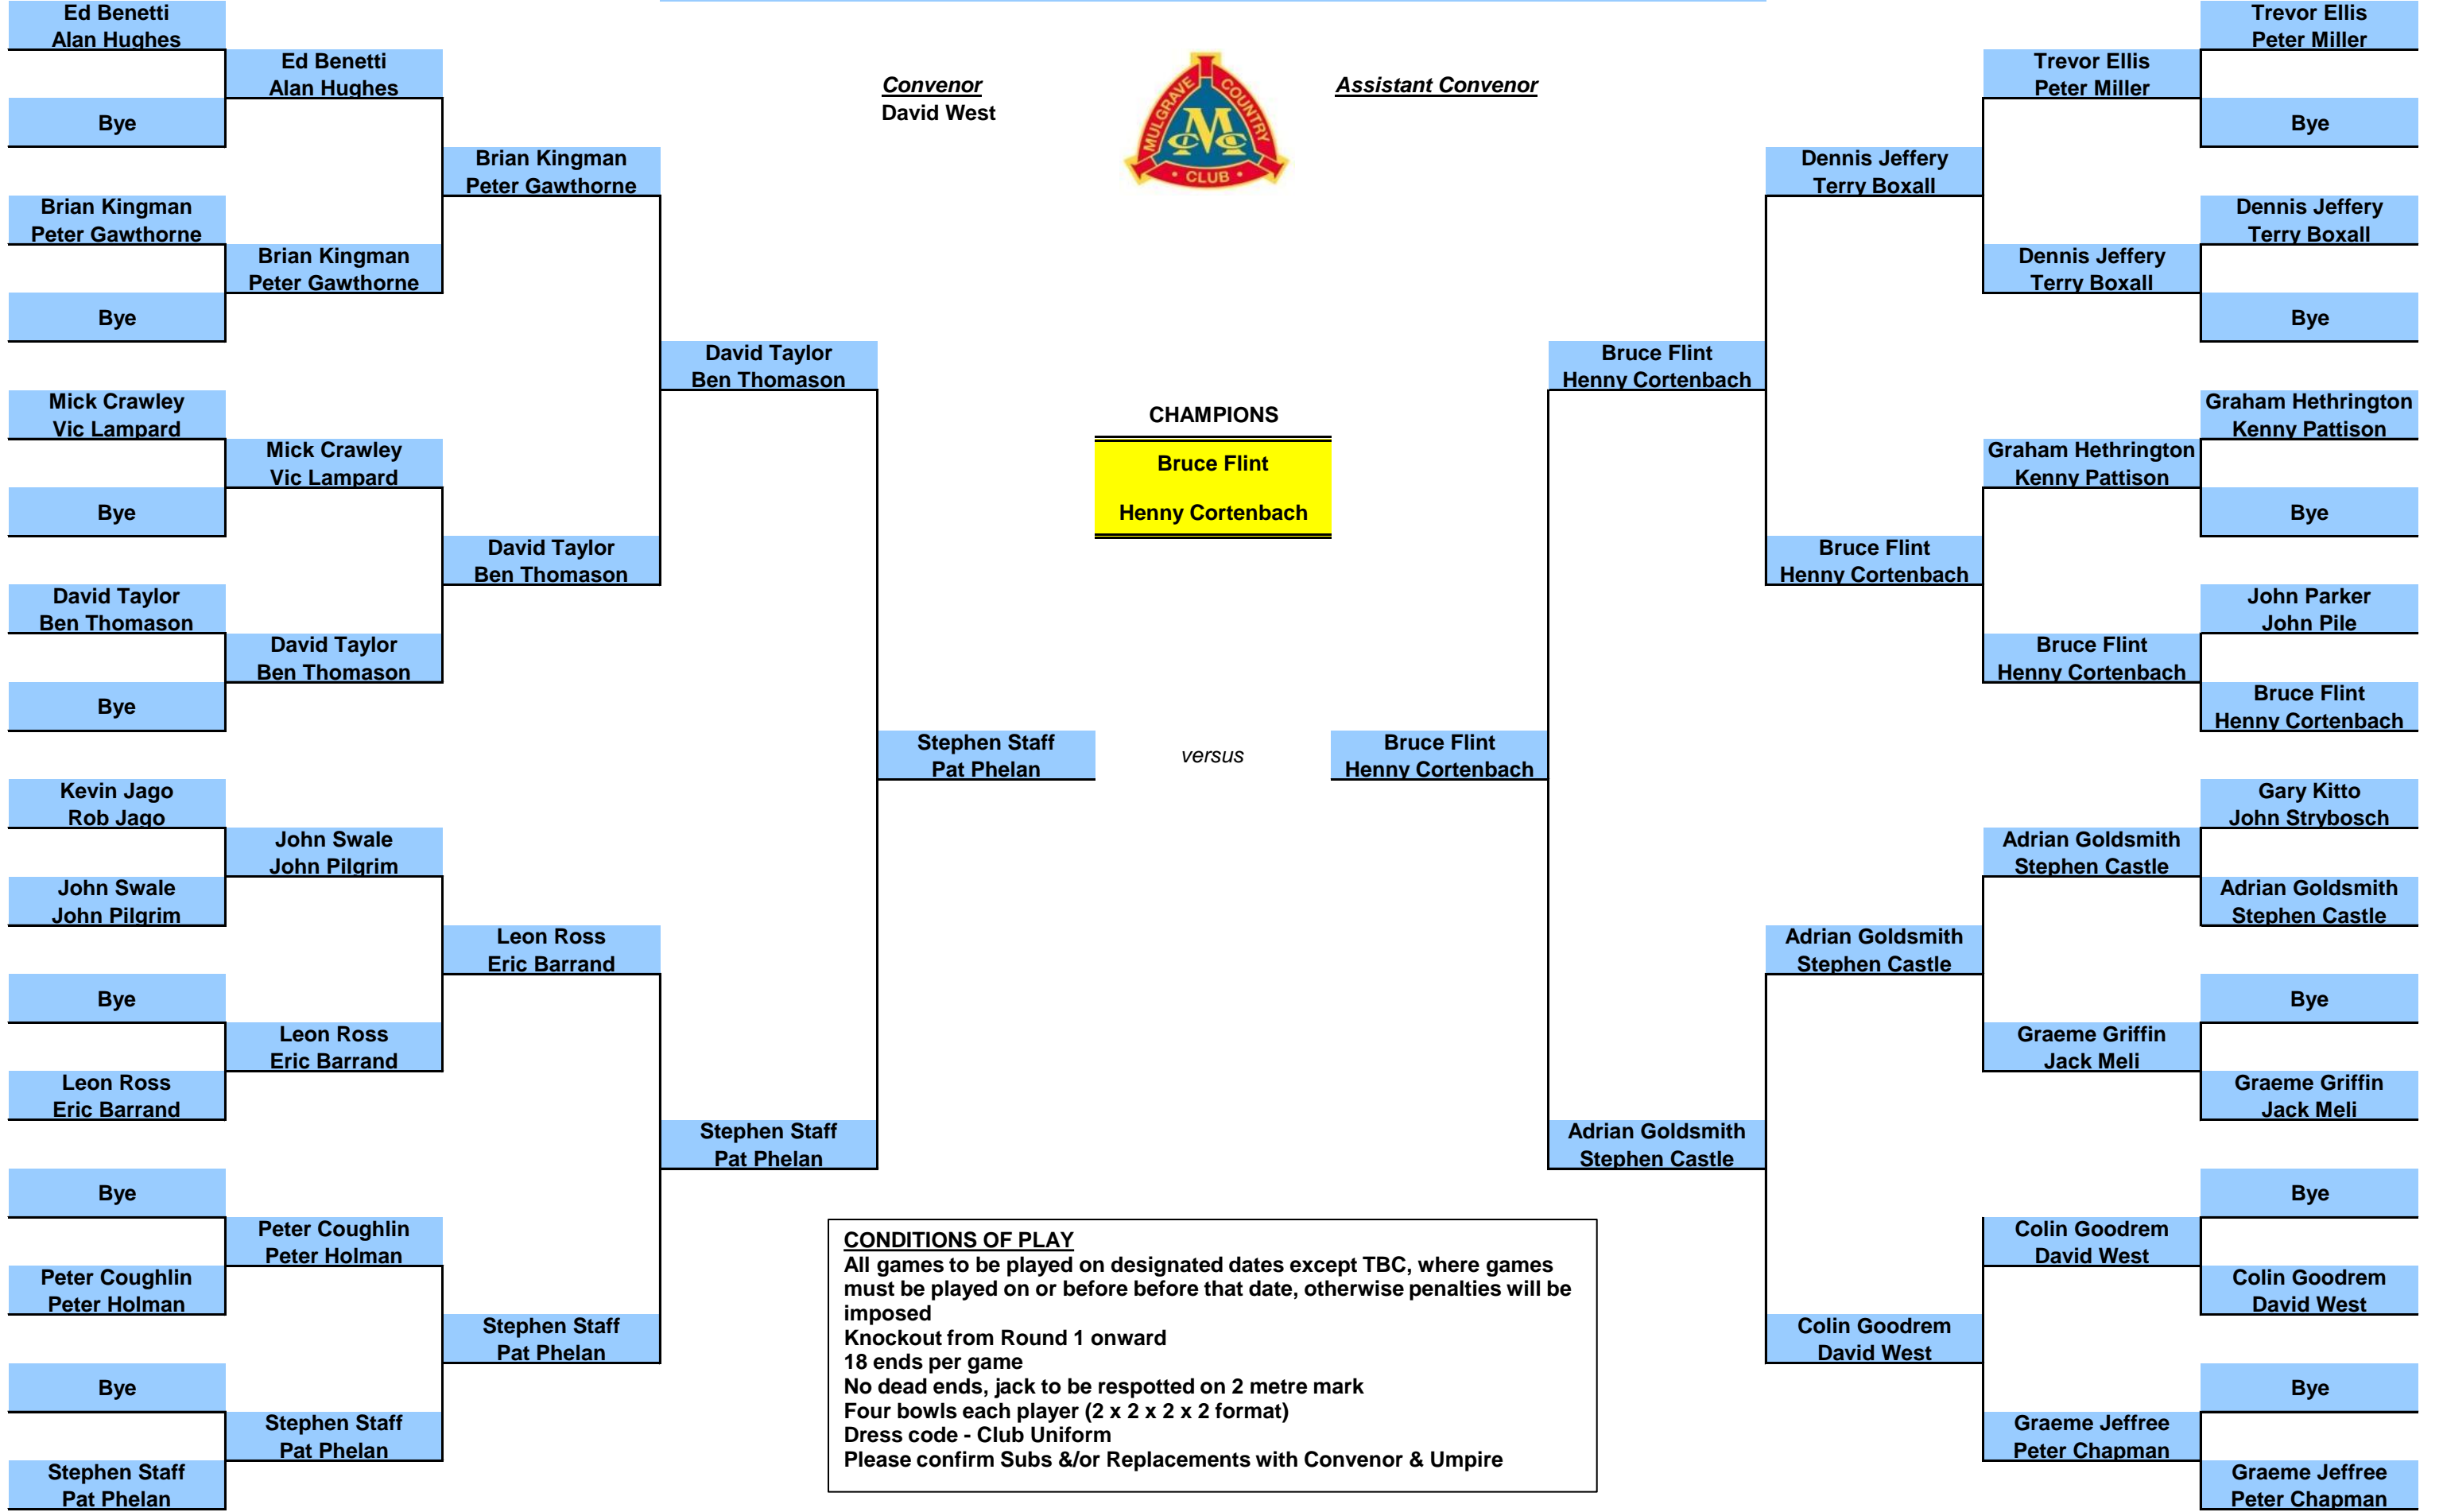 Ed Benetti
Alan Hughes
Bye
Brian Kingman
Peter Gawthorne
Bye
Mick Crawley
Vic Lampard
Bye
David Taylor
Ben Thomason
Bye
Kevin Jago
Rob Jago
John Swale
John Pilgrim
Bye
Leon Ross
Eric Barrand
Bye
Peter Coughlin
Peter Holman
Bye
Stephen Staff
Pat Phelan
Ed Benetti
Alan Hughes
Brian Kingman
Peter Gawthorne
Mick Crawley
Vic Lampard
David Taylor
Ben Thomason
John Swale
John Pilgrim
Leon Ross
Eric Barrand
Peter Coughlin
Peter Holman
Stephen Staff
Pat Phelan
Brian Kingman
Peter Gawthorne
David Taylor
Ben Thomason
Leon Ross
Eric Barrand
Stephen Staff
Pat Phelan
David Taylor
Ben Thomason
Stephen Staff
Pat Phelan
Convenor
David West
MULGRAVE COUNTRY
MCC
• CLUB •
Assistant Convenor
CHAMPIONS
Bruce Flint
Henny Cortenbach
Stephen Staff
Pat Phelan
versus
Bruce Flint
Henny Cortenbach
CONDITIONS OF PLAY
All games to be played on designated dates except TBC, where games
must be played on or before before that date, otherwise penalties will be
imposed
Knockout from Round 1 onward
18 ends per game
No dead ends, jack to be respotted on 2 metre mark
Four bowls each player (2 x 2 x 2 x 2 format)
Dress code - Club Uniform
Please confirm Subs &/or Replacements with Convenor & Umpire
Bruce Flint
Henny Cortenbach
Adrian Goldsmith
Stephen Castle
Dennis Jeffery
Terry Boxall
Bruce Flint
Henny Cortenbach
Adrian Goldsmith
Stephen Castle
Colin Goodrem
David West
Trevor Ellis
Peter Miller
Dennis Jeffery
Terry Boxall
Graham Hethrington
Kenny Pattison
Bruce Flint
Henny Cortenbach
Adrian Goldsmith
Stephen Castle
Graeme Griffin
Jack Meli
Colin Goodrem
David West
Graeme Jeffree
Peter Chapman
Trevor Ellis
Peter Miller
Bye
Dennis Jeffery
Terry Boxall
Bye
Graham Hethrington
Kenny Pattison
Bye
John Parker
John Pile
Bruce Flint
Henny Cortenbach
Gary Kitto
John Strybosch
Adrian Goldsmith
Stephen Castle
Bye
Graeme Griffin
Jack Meli
Bye
Colin Goodrem
David West
Bye
Graeme Jeffree
Peter Chapman